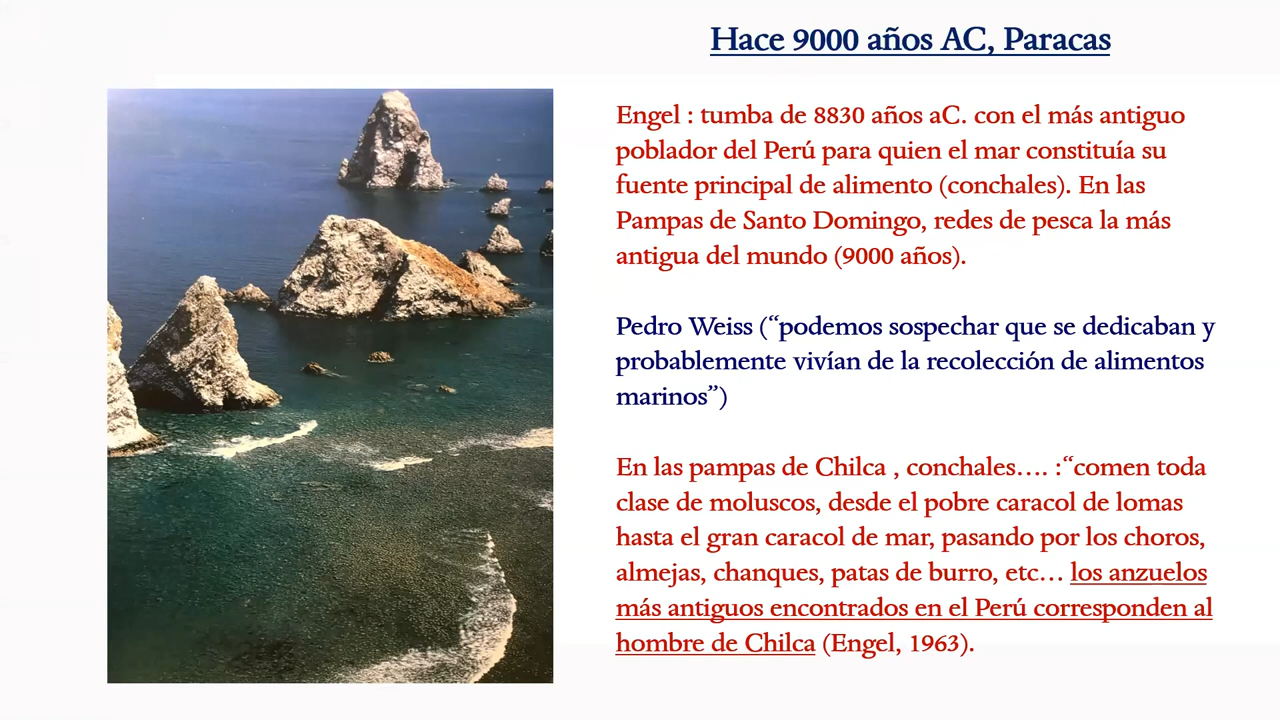 Hace 9000 años AC, Paracas
Engel : tumba de 8830 años aC. con el más antiguo
poblador del Perú para quien el mar constituía su
fuente principal de alimento (conchales). En las
Pampas de Santo Domingo, redes de pesca la más
antigua del mundo (9000 años).
Pedro Weiss (“podemos sospechar que se dedicaban y
probablemente vivían de la recolección de alimentos
marinos”)
En las pampas de Chilca , conchales…. :“comen toda
clase de moluscos, desde el pobre caracol de lomas
hasta el gran caracol de mar, pasando por los choros,
almejas, chanques, patas de burro, etc… los anzuelos
más antiguos encontrados en el Perú corresponden al
hombre de Chilca (Engel, 1963).